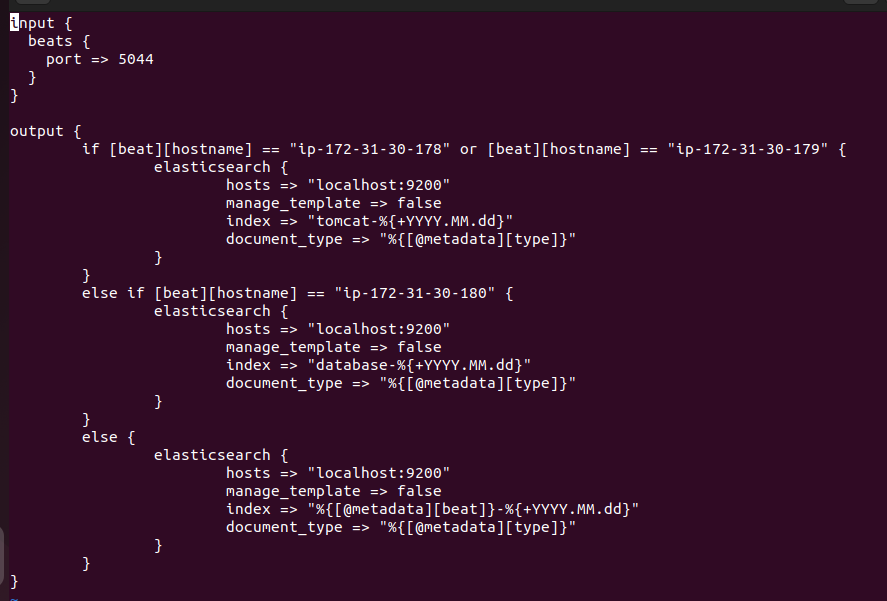 input {
  beats {
    port => 5044
  }
}

output {
        if [beat][hostname] == "ip-172-31-30-178" or [beat][hostname] == "ip-172-31-30-179" {
                elasticsearch {
                        hosts => "localhost:9200"
                        manage_template => false
                        index => "tomcat-%{+YYYY.MM.dd}"
                        document_type => "%{[@metadata][type]}"
                }
        }
        else if [beat][hostname] == "ip-172-31-30-180" {
                elasticsearch {
                        hosts => "localhost:9200"
                        manage_template => false
                        index => "database-%{+YYYY.MM.dd}"
                        document_type => "%{[@metadata][type]}"
                }
        }
        else {
                elasticsearch {
                        hosts => "localhost:9200"
                        manage_template => false
                        index => "%{[@metadata][beat]}-%{+YYYY.MM.dd}"
                        document_type => "%{[@metadata][type]}"
                }
        }
}
~